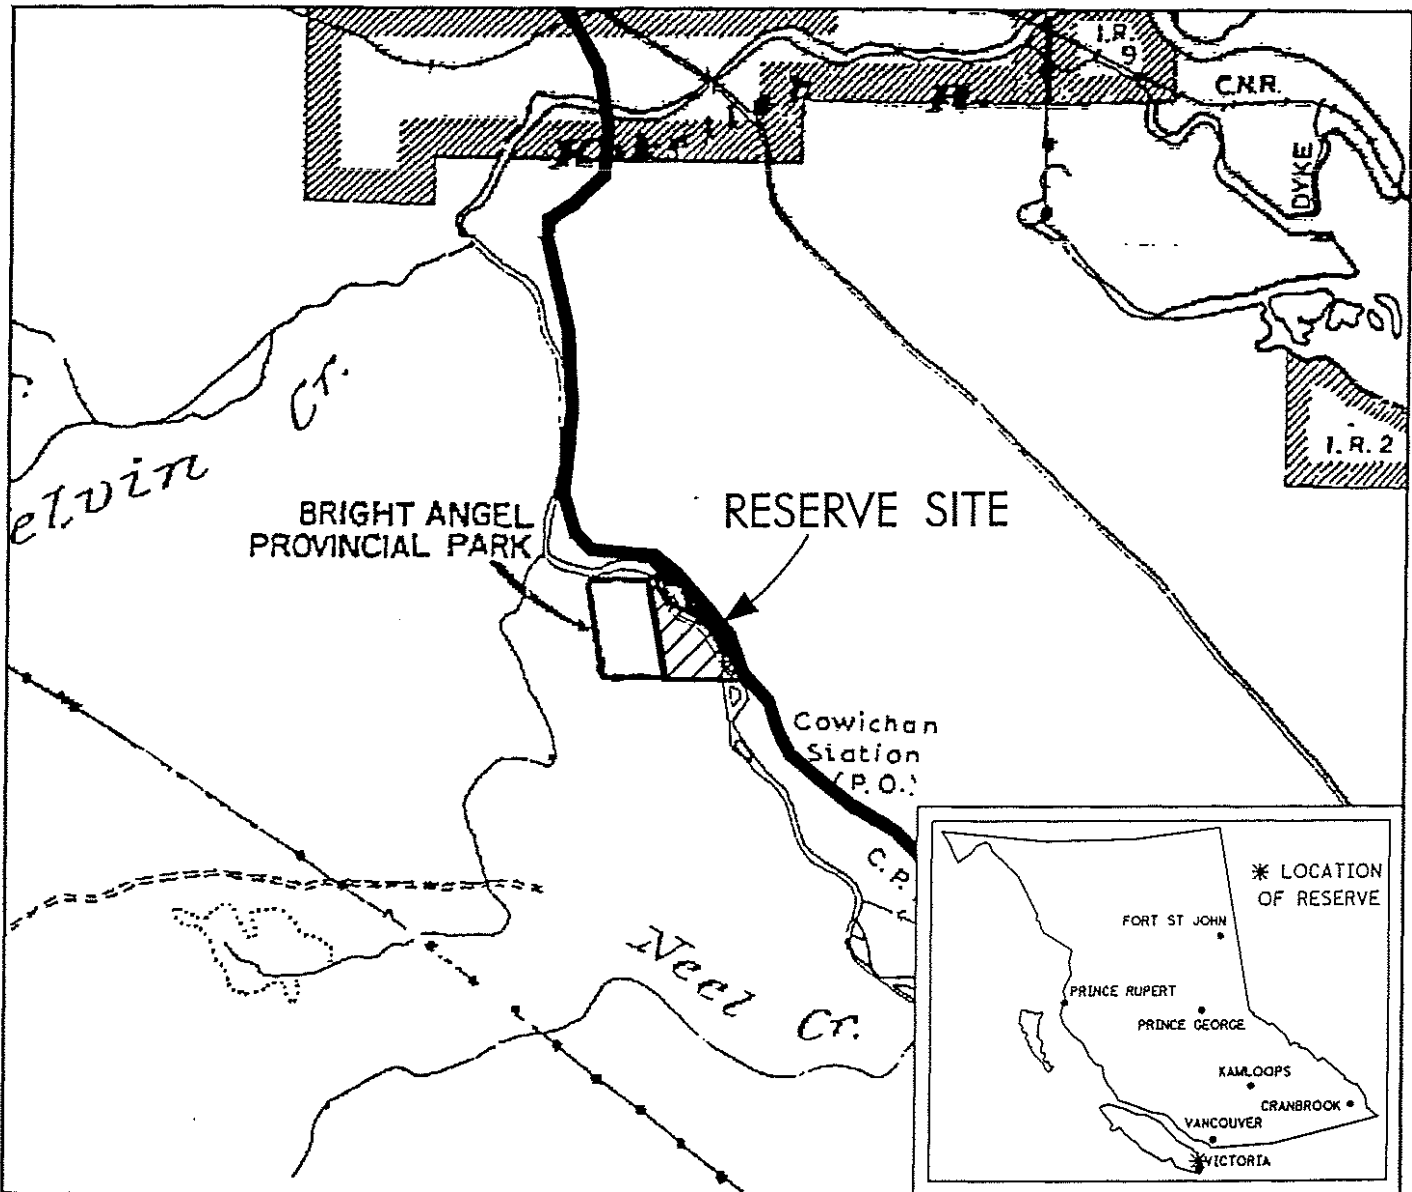 I.R.
9
C.N.R.
DYKE
Cr.
elvin
I.R. 2
BRIGHT ANGEL
PROVINCIAL PARK
RESERVE SITE
D
Cowichan
Station
(P.O.)
C.P.
Neel
Cr.
LOCATION
OF RESERVE
FORT ST JOHN
PRINCE RUPERT
PRINCE GEORGE
KAMLOOPS
CRANBROOK
VANCOUVER
VICTORIA